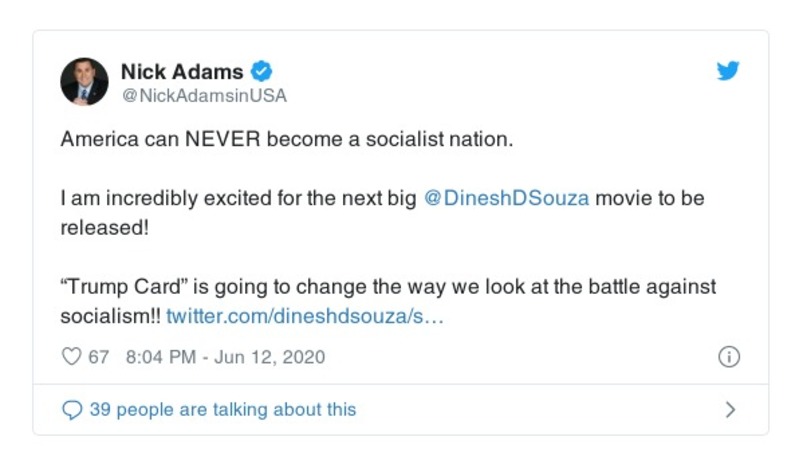 Nick Adams
@NickAdamsinUSA
America can NEVER become a socialist nation.
I am incredibly excited for the next big @DineshDSouza movie to be
released!
“Trump Card” is going to change the way we look at the battle against
socialism!! twitter.com/dineshdsouza/s…
67 8:04 PM - Jun 12, 2020
39 people are talking about this